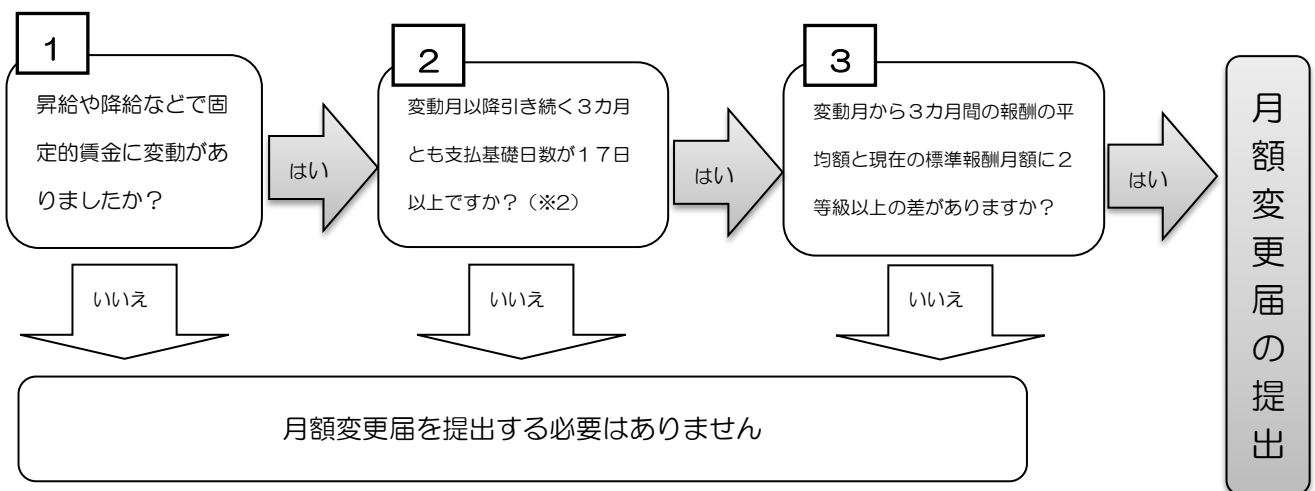 １
昇給や降給などで固
定的賃金に変動があ
りましたか？
はい
２
変動月以降引き続く３カ月
とも支払基礎日数が１７日
以上ですか？（※2）
はい
３
変動月から３カ月間の報酬の平
均額と現在の標準報酬月額に２
等級以上の差がありますか？
はい
月額変更届の提出
いいえ
いいえ
いいえ
月額変更届を提出する必要はありません